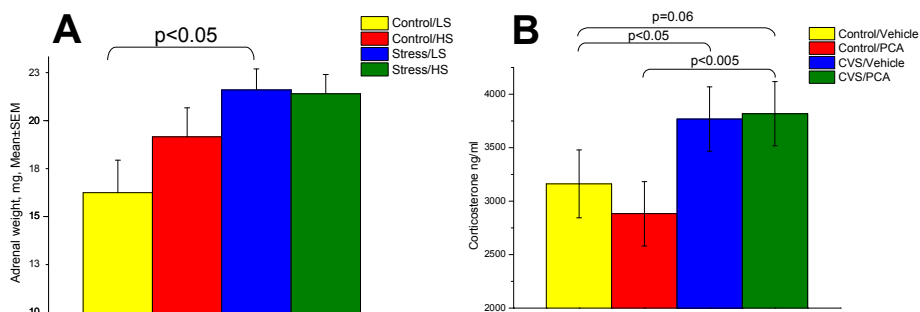 A
p<0.05
Control/LS
Control/HS
Stress/LS
Stress/HS
Adrenal weight, mg, Mean±SEM
23
20
18
15
13
10
B
p=0.06
p<0.05
p<0.005
Control/Vehicle
Control/PCA
CVS/Vehicle
CVS/PCA
Corticosterone ng/ml
4000
3500
3000
2500
2000